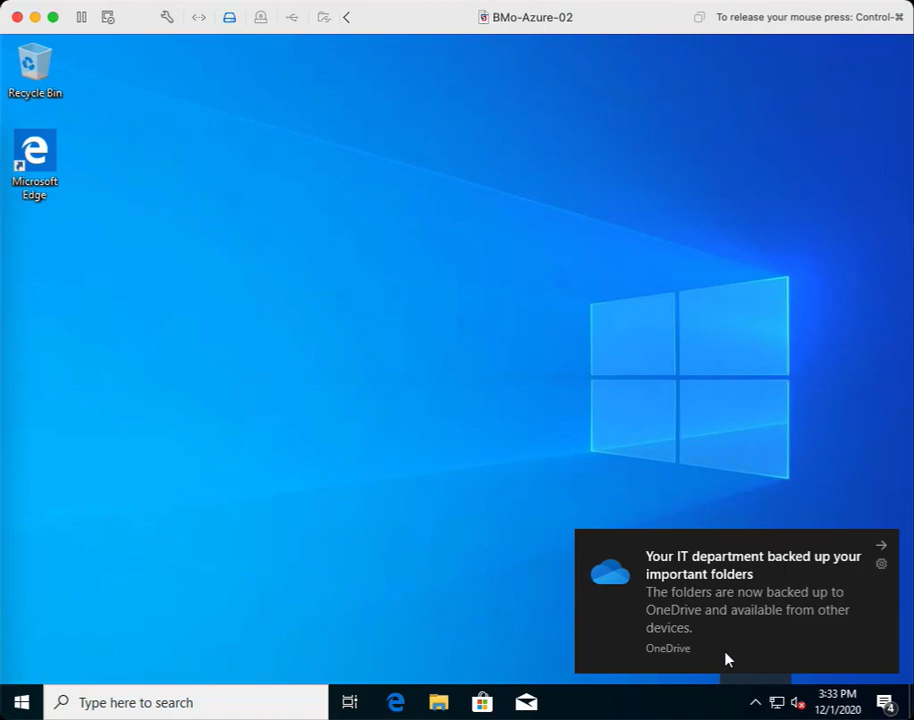 BMo-Azure-02
To release your mouse press: Control-⌘
Recycle Bin
Microsoft
Edge
Your IT department backed up your
important folders
The folders are now backed up to
OneDrive and available from other
devices.
OneDrive
Type here to search
3:33 PM
12/1/2020
4